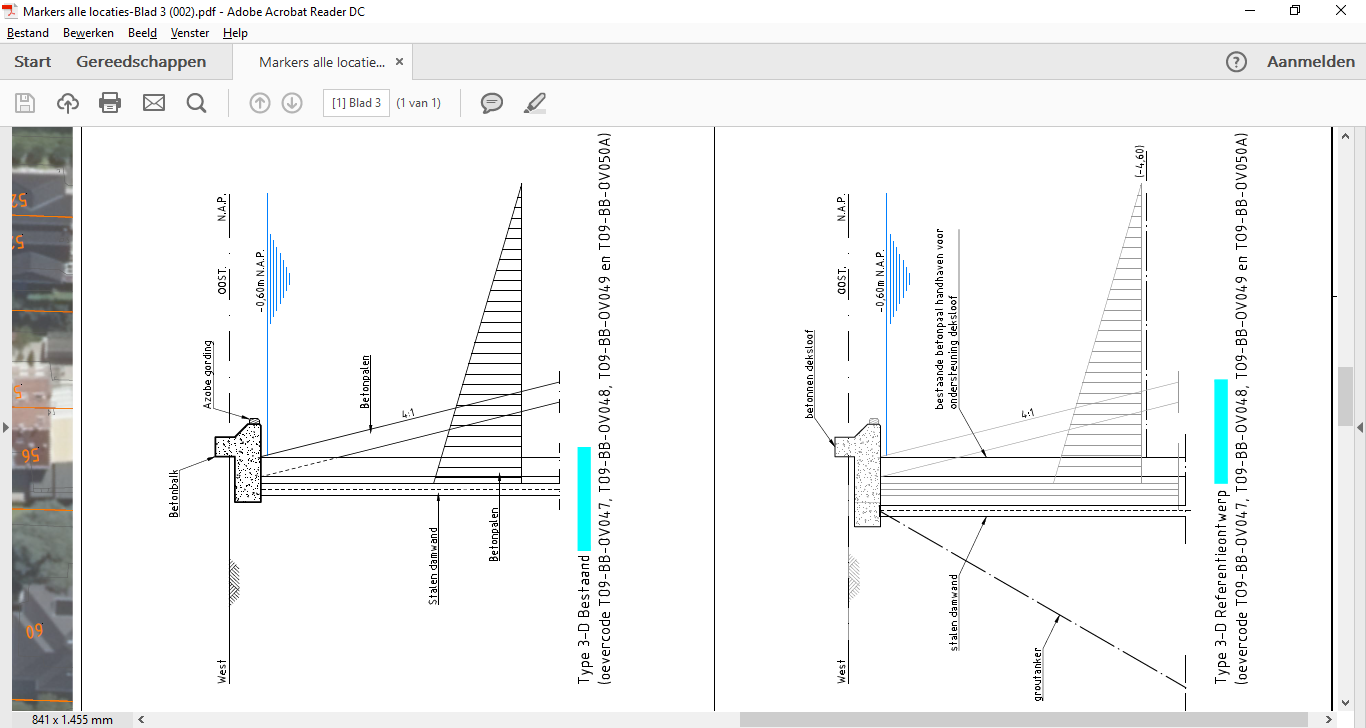 Markers alle locaties-Blad 3 (002).pdf - Adobe Acrobat Reader DC
Bestand Bewerken Beeld Venster Help
Start Gereedschappen Markers alle locatie... × Aanmelden
[1] Blad 3 (1 van 1)
52
52
5
56
60
N.A.P.
OOST.
-0,60m N.A.P.
Azobe gording
Betonpalen
4:1
Betonbalk
Stalen damwand
Betonpalen
West
Type 3-D Bestaand
(oevercode T09-BB-OV047, T09-BB-OV048, T09-BB-OV049 en T09-BB-OV050A)
(-4,60)
N.A.P.
OOST.
-0,60m N.A.P.
betonnen deksloof
bestaande betonpaal handhaven voor
ondersteuning deksloof
4:1
stalen damwand
groutanker
West
Type 3-D Referentieontwerp
(oevercode T09-BB-OV047, T09-BB-OV048, T09-BB-OV049 en T09-BB-OV050A)
841 x 1.455 mm